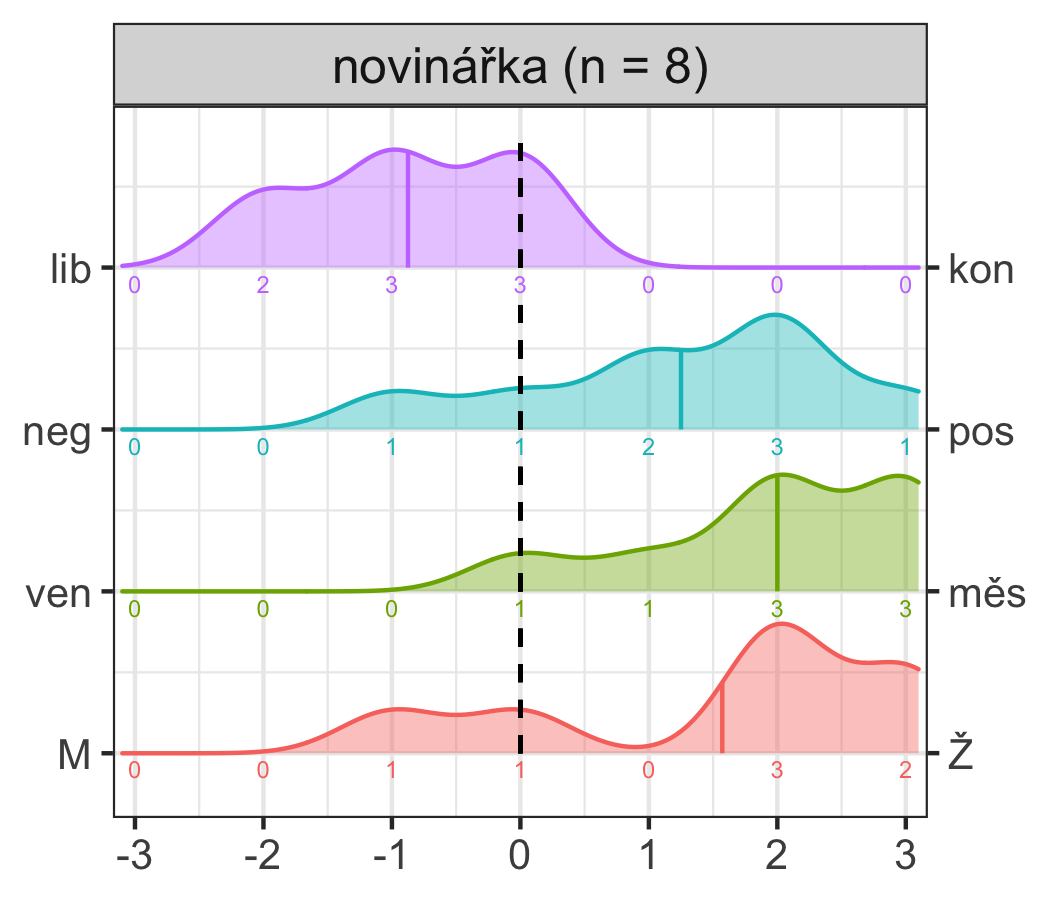 novinářka (n = 8)
lib kon
0 2 3 3 0 0 0
neg pos
0 0 1 1 2 3 1
ven měs
0 0 0 1 1 3 3
M Ž
0 0 1 1 0 3 2
-3 -2 -1 0 1 2 3